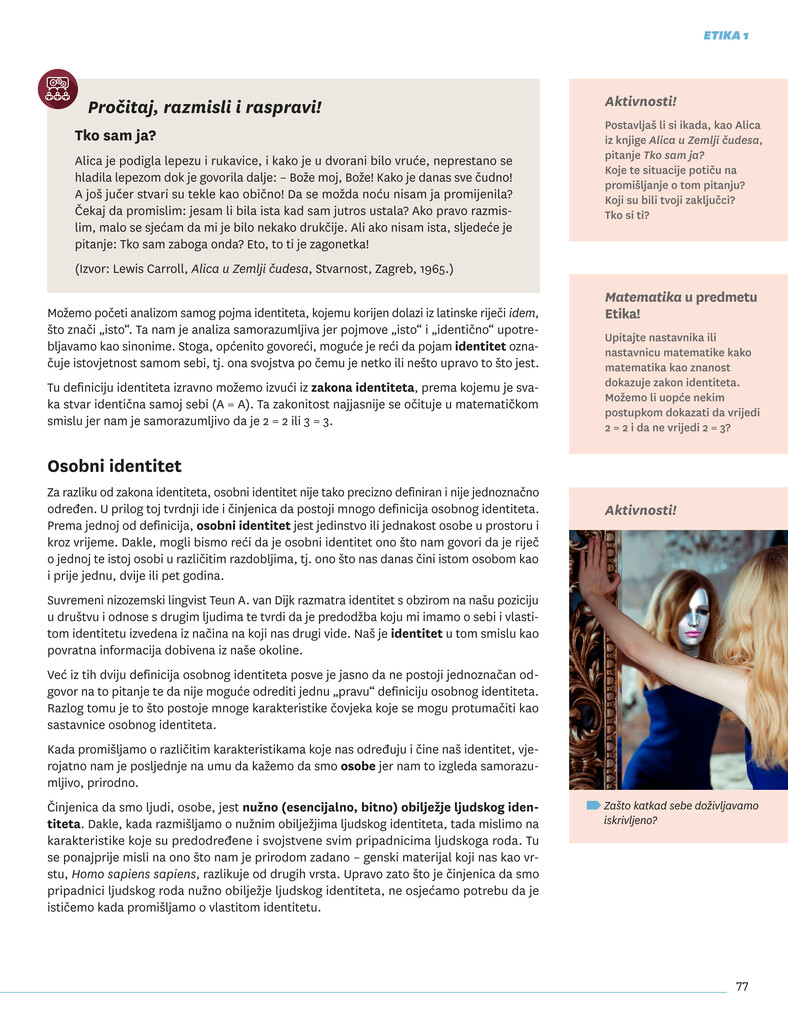 ETIKA 1
Pročitaj, razmisli i raspravi!
Tko sam ja?
Alica je podigla lepezu i rukavice, i kako je u dvorani bilo vruće, neprestano se
hladila lepezom dok je govorila dalje: – Bože moj, Bože! Kako je danas sve čudno!
A još jučer stvari su tekle kao obično! Da se možda noću nisam ja promijenila?
Čekaj da promislim: jesam li bila ista kad sam jutros ustala? Ako pravo razmis-
lim, malo se sjećam da mi je bilo nekako drukčije. Ali ako nisam ista, sljedeće je
pitanje: Tko sam zaboga onda? Eto, to ti je zagonetka!
(Izvor: Lewis Carroll, Alica u Zemlji čudesa, Stvarnost, Zagreb, 1965.)
Možemo početi analizom samog pojma identiteta, kojemu korijen dolazi iz latinske riječi idem,
što znači „isto“. Ta nam je analiza samorazumljiva jer pojmove „isto“ i „identično“ upotre-
bljavamo kao sinonime. Stoga, općenito govoreći, moguće je reći da pojam identitet ozna-
čuje istovjetnost samom sebi, tj. ona svojstva po čemu je netko ili nešto upravo to što jest.
Tu definiciju identiteta izravno možemo izvući iz zakona identiteta, prema kojemu je sva-
ka stvar identična samoj sebi (A = A). Ta zakonitost najjasnije se očituje u matematičkom
smislu jer nam je samorazumljivo da je 2 = 2 ili 3 = 3.
Osobni identitet
Za razliku od zakona identiteta, osobni identitet nije tako precizno definiran i nije jednoznačno
određen. U prilog toj tvrdnji ide i činjenica da postoji mnogo definicija osobnog identiteta.
Prema jednoj od definicija, osobni identitet jest jedinstvo ili jednakost osobe u prostoru i
kroz vrijeme. Dakle, mogli bismo reći da je osobni identitet ono što nam govori da je riječ
o jednoj te istoj osobi u različitim razdobljima, tj. ono što nas danas čini istom osobom kao
i prije jednu, dvije ili pet godina.
Suvremeni nizozemski lingvist Teun A. van Dijk razmatra identitet s obzirom na našu poziciju
u društvu i odnose s drugim ljudima te tvrdi da je predodžba koju mi imamo o sebi i vlasti-
tom identitetu izvedena iz načina na koji nas drugi vide. Naš je identitet u tom smislu kao
povratna informacija dobivena iz naše okoline.
Već iz tih dviju definicija osobnog identiteta posve je jasno da ne postoji jednoznačan od-
govor na to pitanje te da nije moguće odrediti jednu „pravu“ definiciju osobnog identiteta.
Razlog tomu je to što postoje mnoge karakteristike čovjeka koje se mogu protumačiti kao
sastavnice osobnog identiteta.
Kada promišljamo o različitim karakteristikama koje nas određuju i čine naš identitet, vje-
rojatno nam je posljednje na umu da kažemo da smo osobe jer nam to izgleda samorazu-
mljivo, prirodno.
Činjenica da smo ljudi, osobe, jest nužno (esencijalno, bitno) obilježje ljudskog iden-
titeta. Dakle, kada razmišljamo o nužnim obilježjima ljudskog identiteta, tada mislimo na
karakteristike koje su predodređene i svojstvene svim pripadnicima ljudskoga roda. Tu
se ponajprije misli na ono što nam je prirodom zadano – genski materijal koji nas kao vr-
stu, Homo sapiens sapiens, razlikuje od drugih vrsta. Upravo zato što je činjenica da smo
pripadnici ljudskog roda nužno obilježje ljudskog identiteta, ne osjećamo potrebu da je
ističemo kada promišljamo o vlastitom identitetu.
Aktivnosti!
Postavljaš li si ikada, kao Alica
iz knjige Alica u Zemlji čudesa,
pitanje Tko sam ja?
Koje te situacije potiču na
promišljanje o tom pitanju?
Koji su bili tvoji zaključci?
Tko si ti?
Matematika u predmetu
Etika!
Upitajte nastavnika ili
nastavnicu matematike kako
matematika kao znanost
dokazuje zakon identiteta.
Možemo li uopće nekim
postupkom dokazati da vrijedi
2 = 2 i da ne vrijedi 2 = 3?
Aktivnosti!
Zašto katkad sebe doživljavamo
iskrivljeno?
77